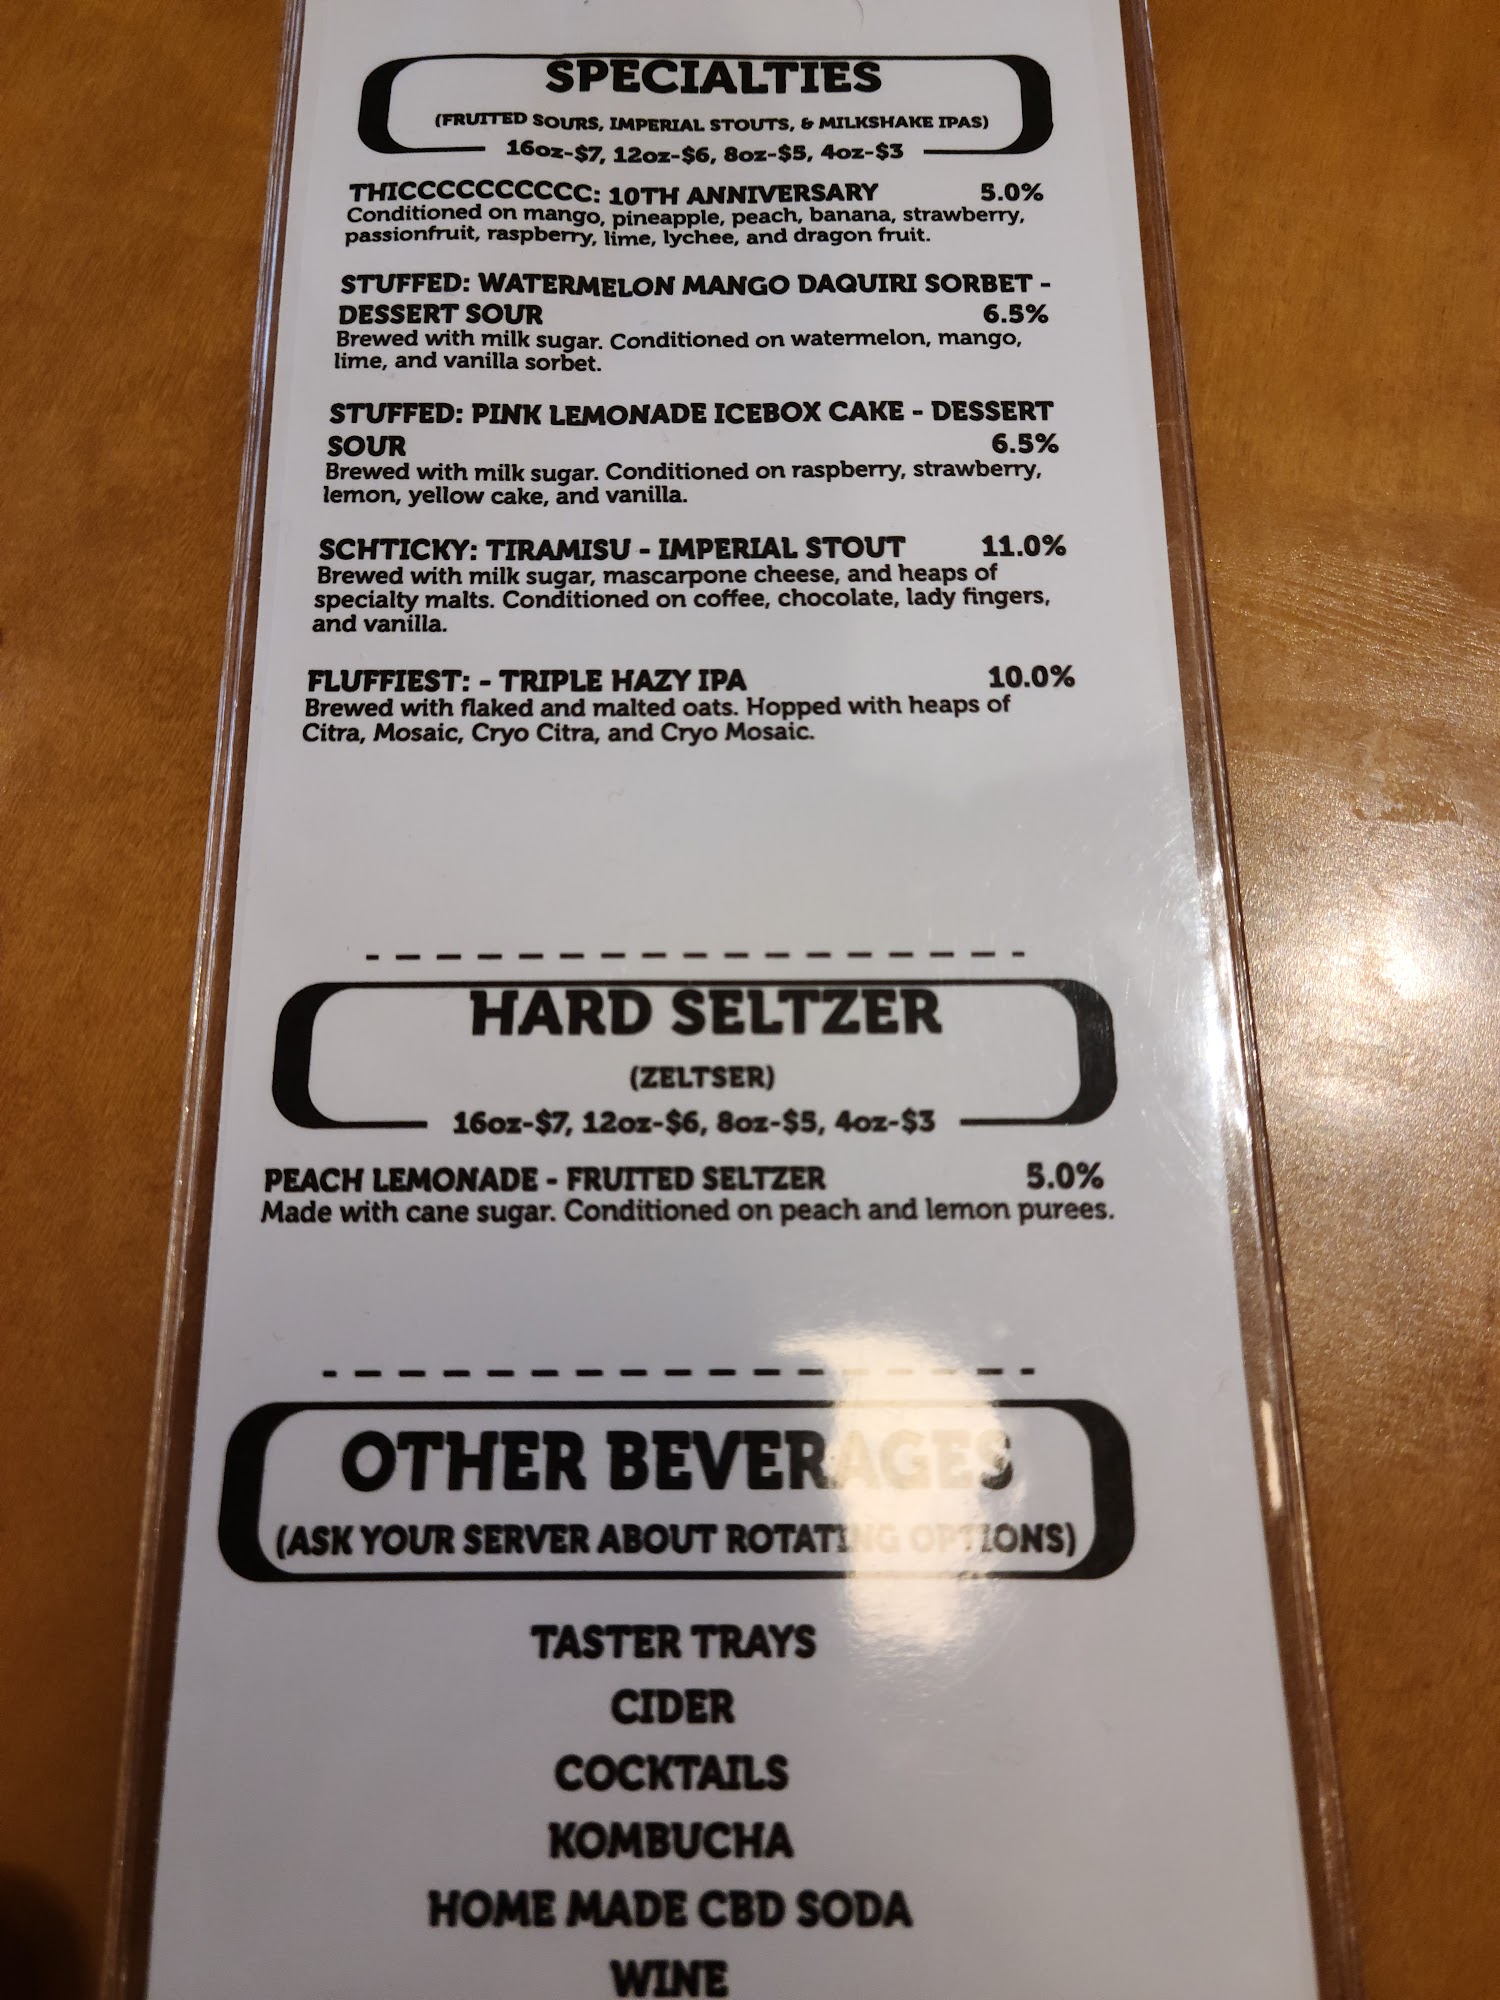 SPECIALTIES
(FRUITED SOURS, IMPERIAL STOUTS, & MILKSHAKE IPAS)
16oz-$7, 12oz-$6, 8oz-$5, 4oz-$3
THICCCCCCCCCC: 10TH ANNIVERSARY 5.0%
Conditioned on mango, pineapple, peach, banana, strawberry,
passionfruit, raspberry, lime, lychee, and dragon fruit.
STUFFED: WATERMELON MANGO DAQUIRI SORBET -
DESSERT SOUR 6.5%
Brewed with milk sugar. Conditioned on watermelon, mango,
lime, and vanilla sorbet.
STUFFED: PINK LEMONADE ICEBOX CAKE - DESSERT
SOUR 6.5%
Brewed with milk sugar. Conditioned on raspberry, strawberry,
lemon, yellow cake, and vanilla.
SCHTICKY: TIRAMISU - IMPERIAL STOUT 11.0%
Brewed with milk sugar, mascarpone cheese, and heaps of
specialty malts. Conditioned on coffee, chocolate, lady fingers,
and vanilla.
FLUFFIEST: - TRIPLE HAZY IPA 10.0%
Brewed with flaked and malted oats. Hopped with heaps of
Citra, Mosaic, Cryo Citra, and Cryo Mosaic.
HARD SELTZER
(ZELTSER)
16oz-$7, 12oz-$6, 8oz-$5, 4oz-$3
PEACH LEMONADE - FRUITED SELTZER 5.0%
Made with cane sugar. Conditioned on peach and lemon purees.
OTHER BEVERAGES
(ASK YOUR SERVER ABOUT ROTATING OPTIONS)
TASTER TRAYS
CIDER
COCKTAILS
KOMBUCHA
HOME MADE CBD SODA
WINE